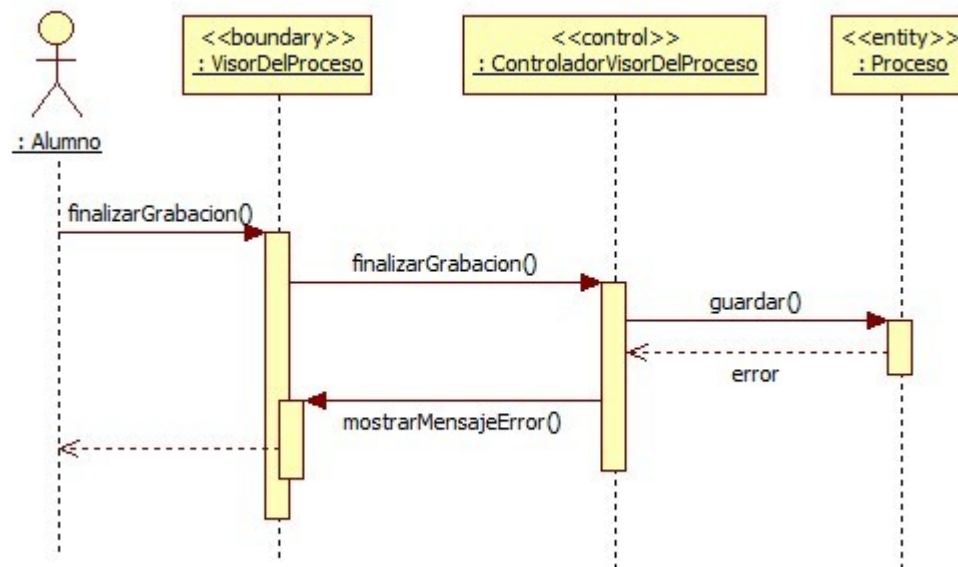 <<boundary>>
: VisorDelProceso
<<control>>
: ControladorVisorDelProceso
<<entity>>
: Proceso
: Alumno
finalizarGrabacion()
finalizarGrabacion()
guardar()
error
mostrarMensajeError()